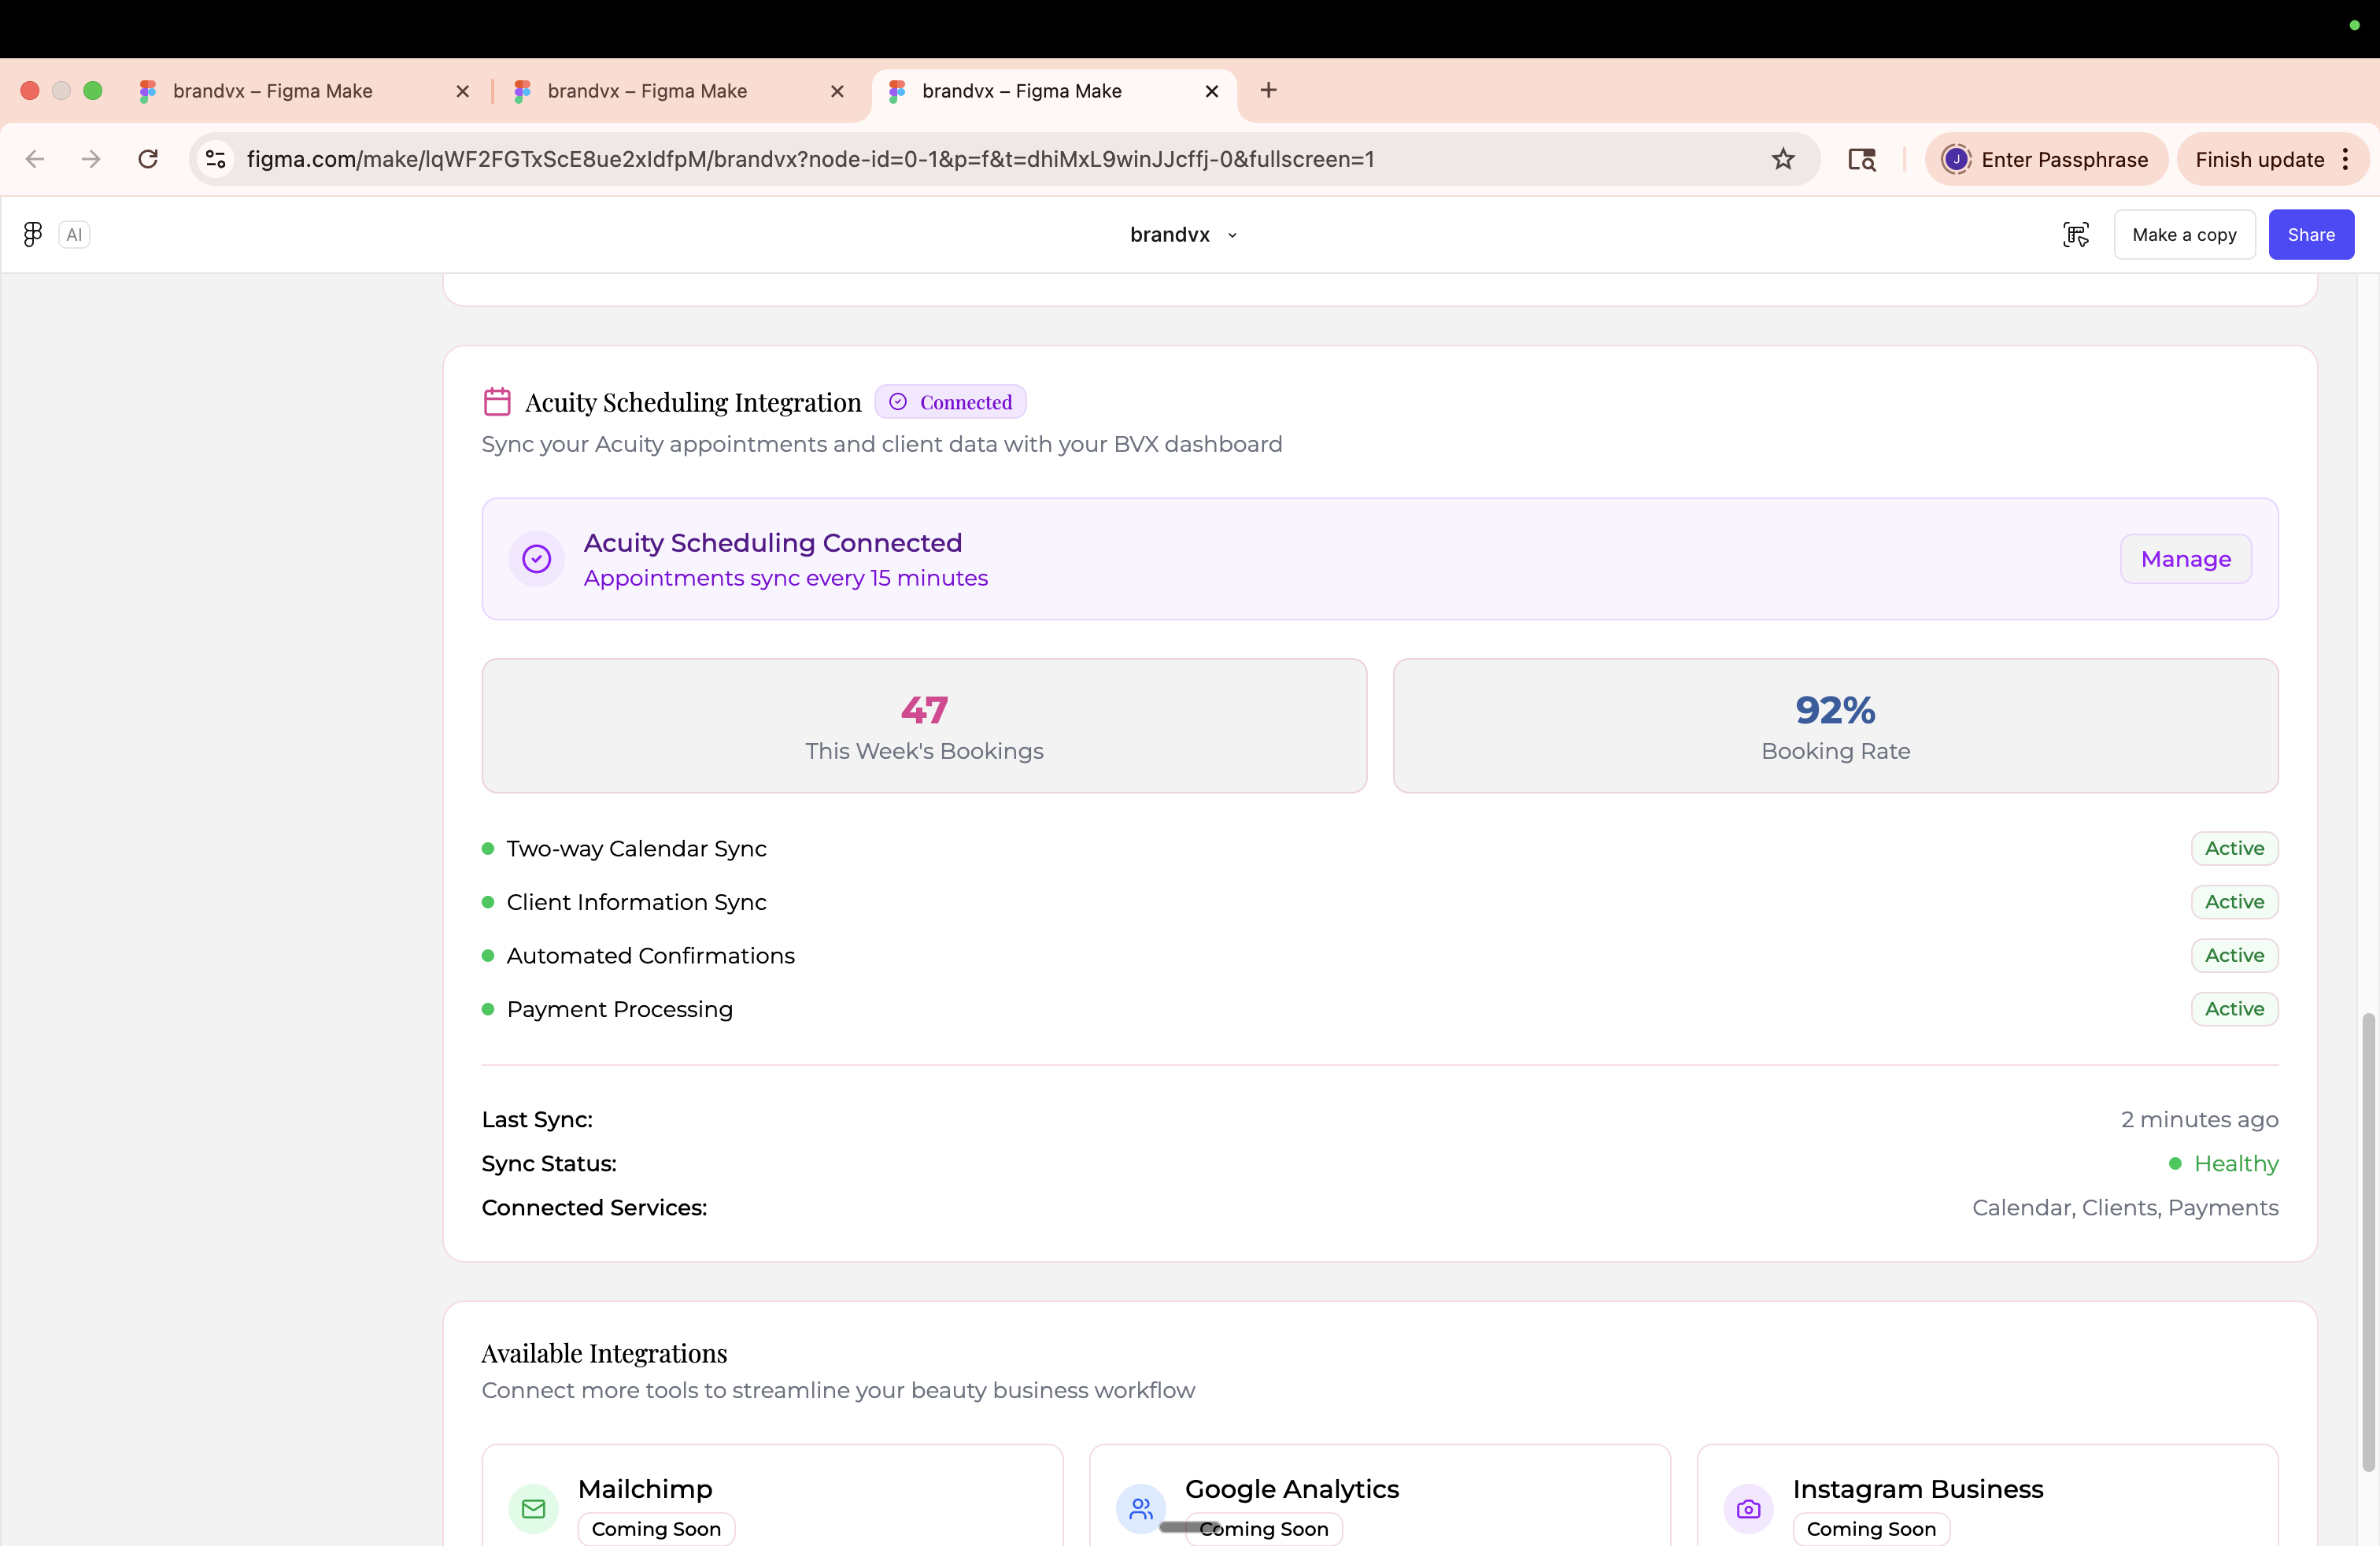 brandvx – Figma Make
brandvx – Figma Make
brandvx – Figma Make
figma.com/make/lqWF2FGTxScE8ue2xIdfpM/brandvx?node-id=0-1&p=f&t=dhiMxL9winJJcffj-0&fullscreen=1
J
Enter Passphrase
Finish update
AI
brandvx
Make a copy
Share
Acuity Scheduling Integration
Connected
Sync your Acuity appointments and client data with your BVX dashboard
Acuity Scheduling Connected
Appointments sync every 15 minutes
Manage
47
This Week's Bookings
92%
Booking Rate
Two-way Calendar Sync
Active
Client Information Sync
Active
Automated Confirmations
Active
Payment Processing
Active
Last Sync:
2 minutes ago
Sync Status:
Healthy
Connected Services:
Calendar, Clients, Payments
Available Integrations
Connect more tools to streamline your beauty business workflow
Mailchimp
Coming Soon
Google Analytics
Coming Soon
Instagram Business
Coming Soon